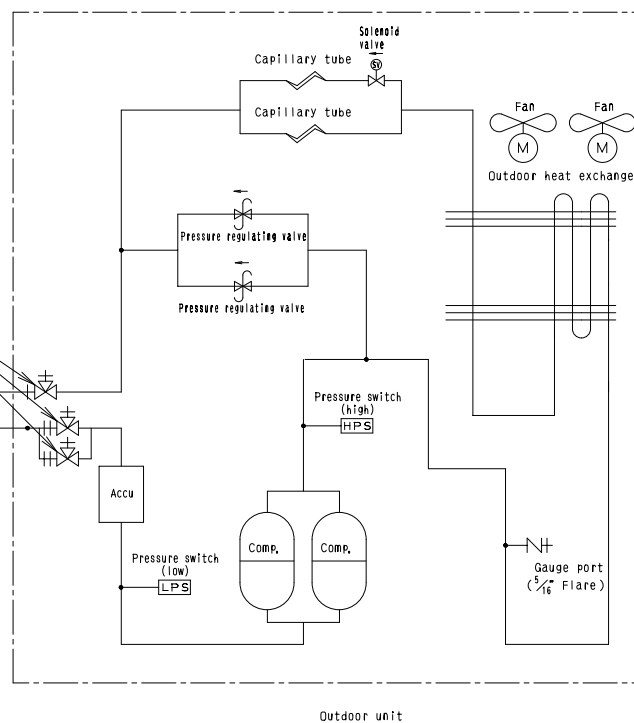 Solenoid
valve
SV
Capillary tube
Capillary tube
Fan
Fan
M
M
Outdoor heat exchange
Pressure regulating valve
Pressure regulating valve
Pressure switch
(high)
HPS
Accu
Comp.
Comp.
Pressure switch
(low)
LPS
Gauge port
(5/16" Flare)
Outdoor unit